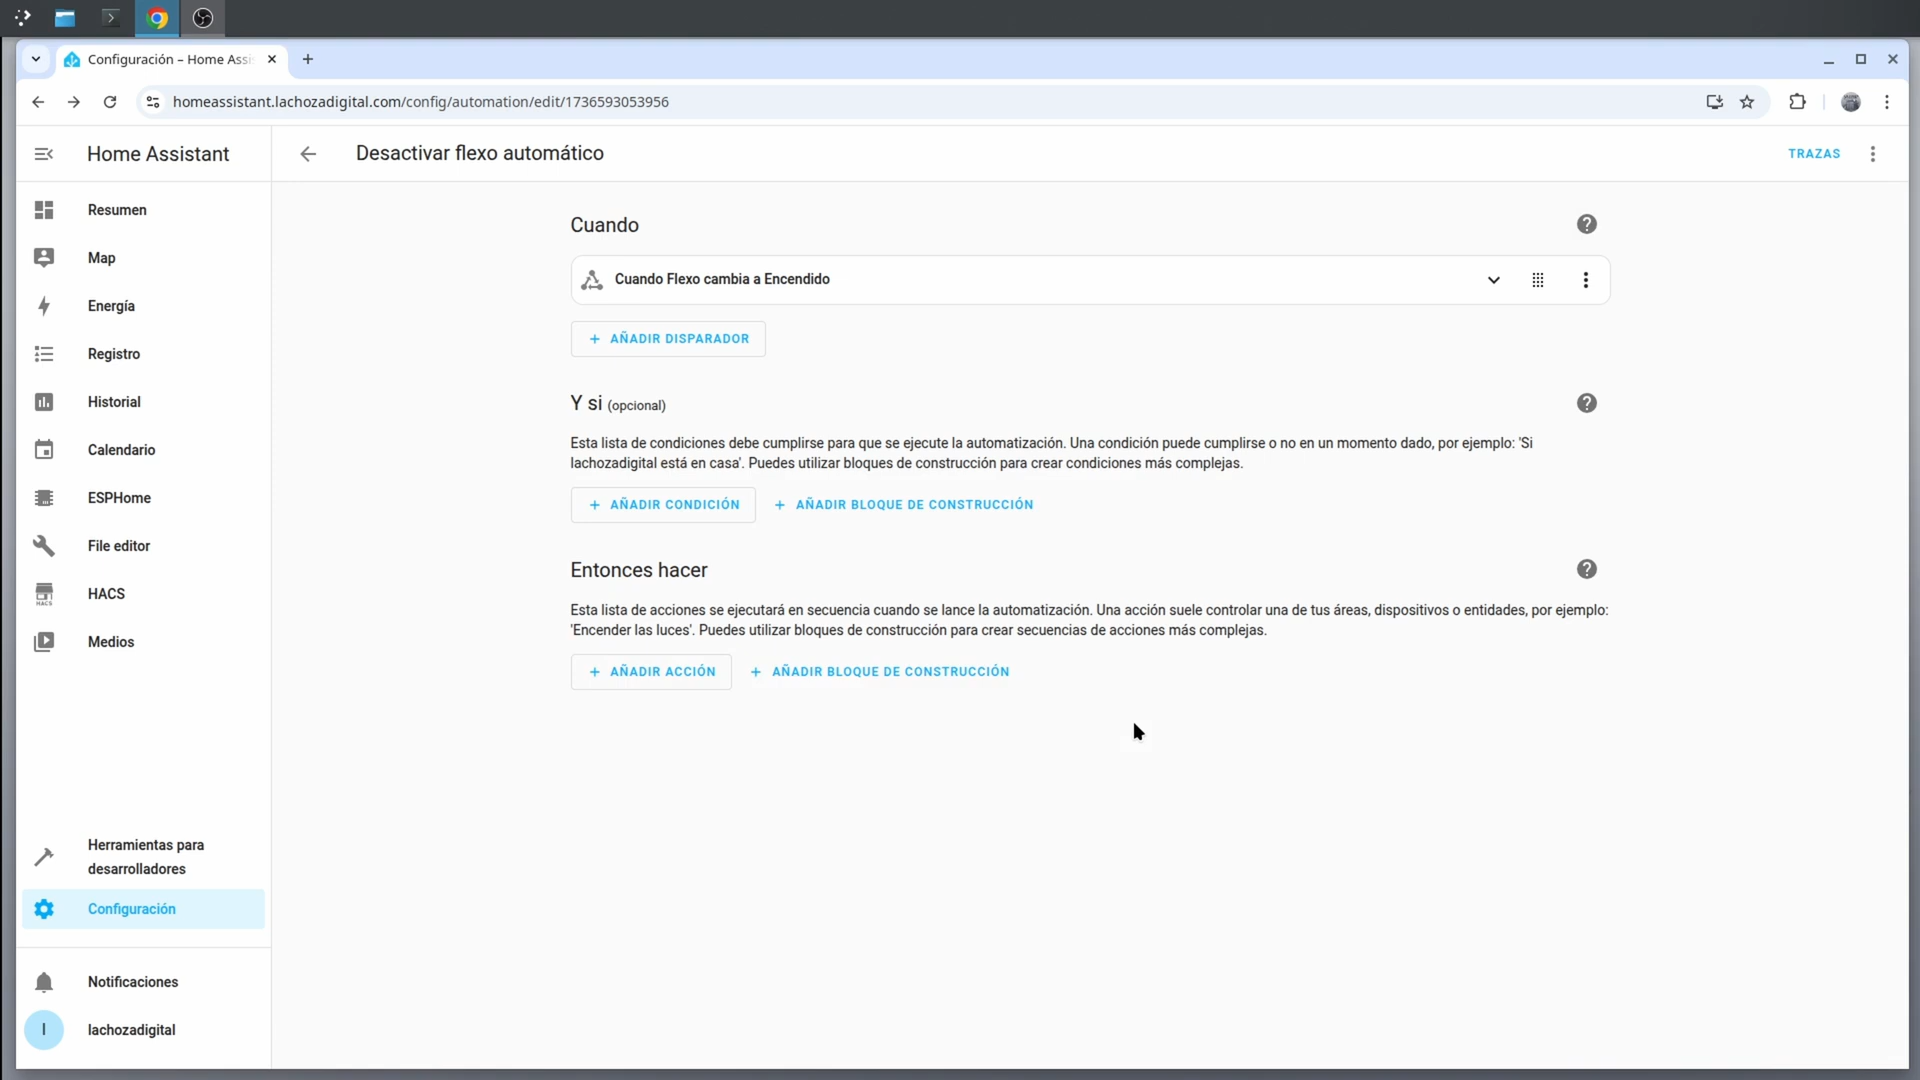 Configuración – Home Assi
homeassistant.lachozadigital.com/config/automation/edit/1736593053956
Home Assistant
Desactivar flexo automático
TRAZAS
Resumen
Map
Energía
Registro
Historial
Calendario
ESPHome
File editor
HACS
HACS
Medios
Herramientas para
desarrolladores
Configuración
Notificaciones
l
lachozadigital
Cuando
Cuando Flexo cambia a Encendido
+ AÑADIR DISPARADOR
Y si (opcional)
Esta lista de condiciones debe cumplirse para que se ejecute la automatización. Una condición puede cumplirse o no en un momento dado, por ejemplo: 'Si
lachozadigital está en casa'. Puedes utilizar bloques de construcción para crear condiciones más complejas.
+ AÑADIR CONDICIÓN + AÑADIR BLOQUE DE CONSTRUCCIÓN
Entonces hacer
Esta lista de acciones se ejecutará en secuencia cuando se lance la automatización. Una acción suele controlar una de tus áreas, dispositivos o entidades, por ejemplo:
'Encender las luces'. Puedes utilizar bloques de construcción para crear secuencias de acciones más complejas.
+ AÑADIR ACCIÓN + AÑADIR BLOQUE DE CONSTRUCCIÓN